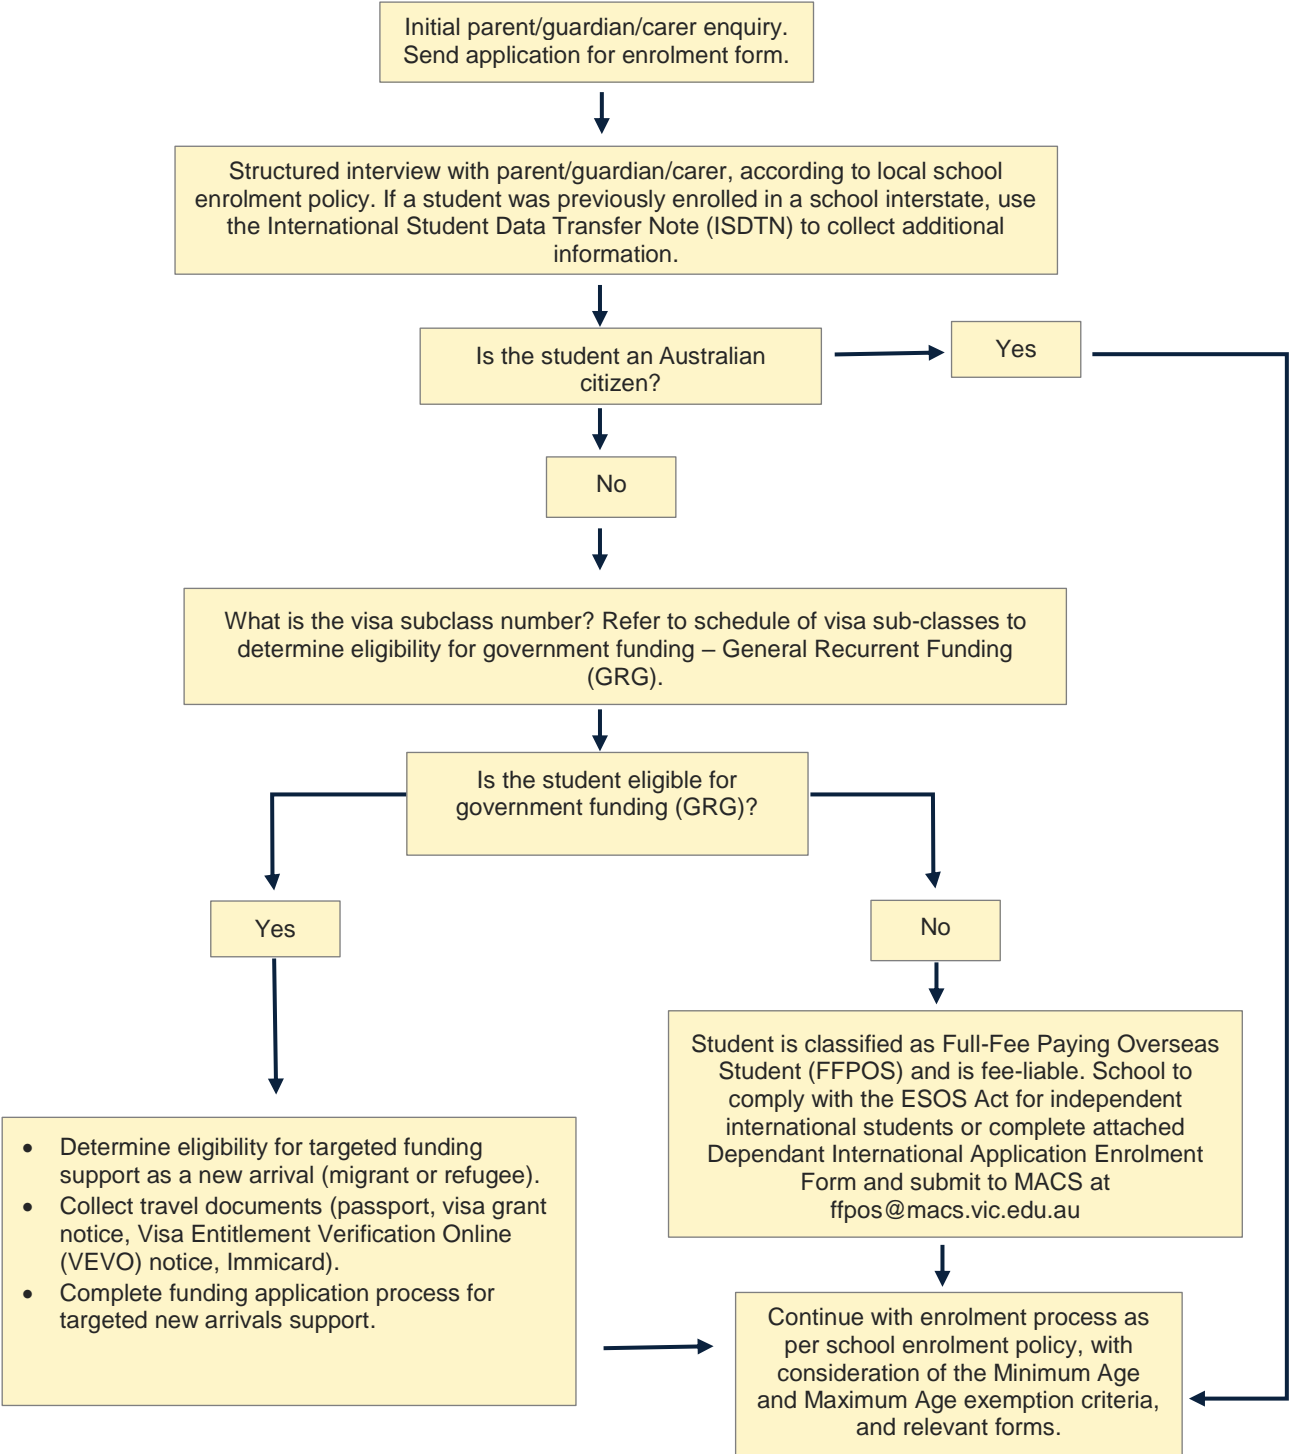 Initial parent/guardian/carer enquiry.
Send application for enrolment form.
Structured interview with parent/guardian/carer, according to local school
enrolment policy. If a student was previously enrolled in a school interstate, use
the International Student Data Transfer Note (ISDTN) to collect additional
information.
Is the student an Australian
citizen?
Yes
No
What is the visa subclass number? Refer to schedule of visa sub-classes to
determine eligibility for government funding – General Recurrent Funding
(GRG).
Is the student eligible for
government funding (GRG)?
Yes
No
Student is classified as Full-Fee Paying Overseas
Student (FFPOS) and is fee-liable. School to
comply with the ESOS Act for independent
international students or complete attached
Dependant International Application Enrolment
Form and submit to MACS at
ffpos@macs.vic.edu.au
• Determine eligibility for targeted funding
support as a new arrival (migrant or refugee).
• Collect travel documents (passport, visa grant
notice, Visa Entitlement Verification Online
(VEVO) notice, Immicard).
• Complete funding application process for
targeted new arrivals support.
Continue with enrolment process as
per school enrolment policy, with
consideration of the Minimum Age
and Maximum Age exemption criteria,
and relevant forms.